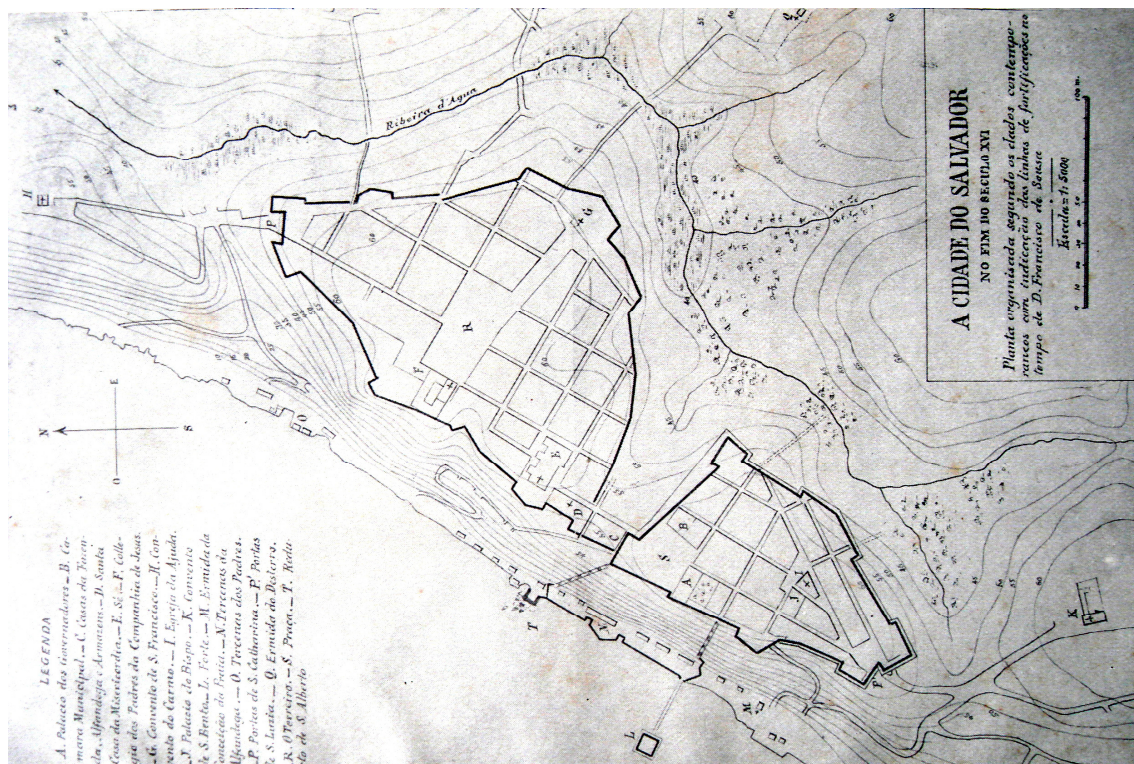 A CIDADE DO SALVADOR
NO FIM DO SECULO XVI
Planta organisada segundo os dados contempo-
raneos com indicação das linhas de fortificações no
tempo de D. Francisco de Souza
Escala = 1:5000
100 m.
Ribeira d'Agua
N
E
S
O
LEGENDA
A. Palacio dos Governadores — B. Ca-
mara Municipal. — C. Casas da Fazen-
da, Alfandega e Armazens. — D. Santa
Casa da Misericordia. — E. Sé. — F. Colle-
gio dos Padres da Companhia de Jesus.
— G. Convento de S. Francisco. — H. Con-
vento do Carmo. — I. Egreja da Ajuda.
J. Palacio do Bispo. — K. Convento
de S. Bento. — L. Forte. — M. Ermida da
Conceição da Praia. — N. Tercenas da
Alfandega. — O. Tercenas dos Padres.
— P. Portas de S. Catharina. — P'. Portas
de S. Luzia. — Q. Ermida do Desterro.
R. O Terreiro. — S. Praça. — T. Redu-
cto de S. Alberto
H
P
G
R
F
E
D
C
B
A
S
I
J
K
L
M
O
T
P'
Q